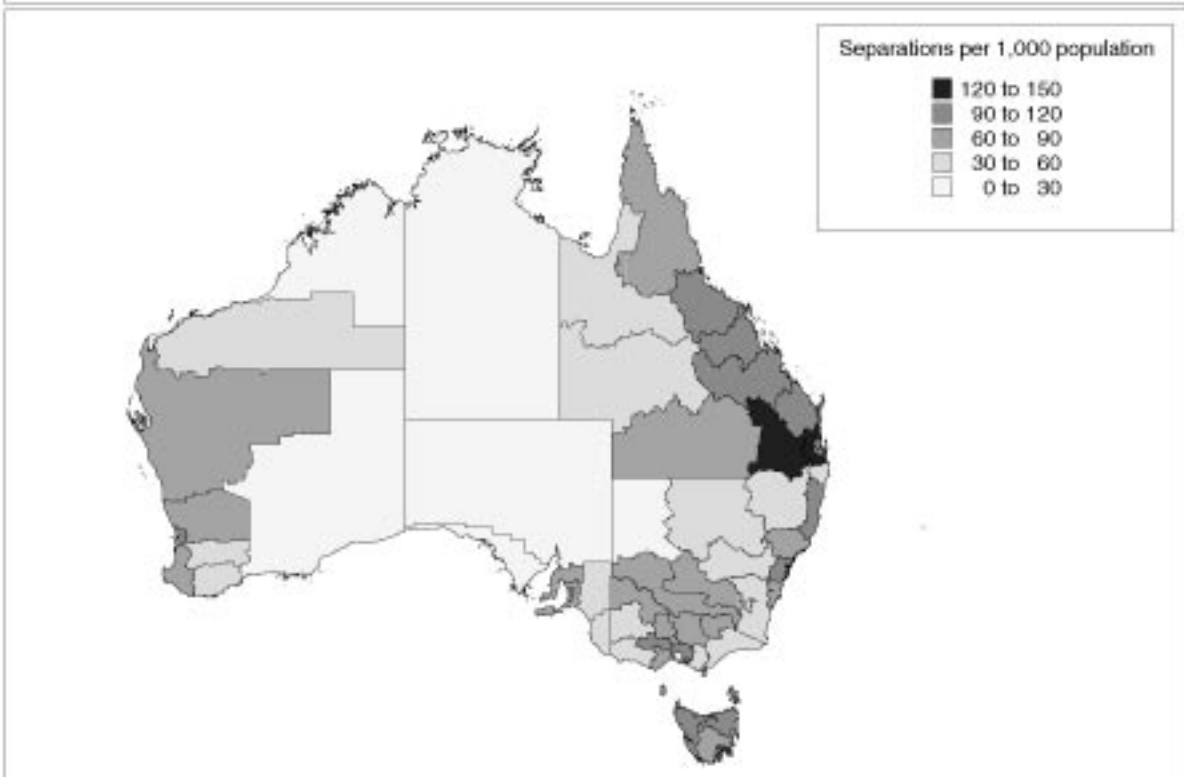 Separations per 1,000 population
120 to 150
90 to 120
60 to 90
30 to 60
0 to 30